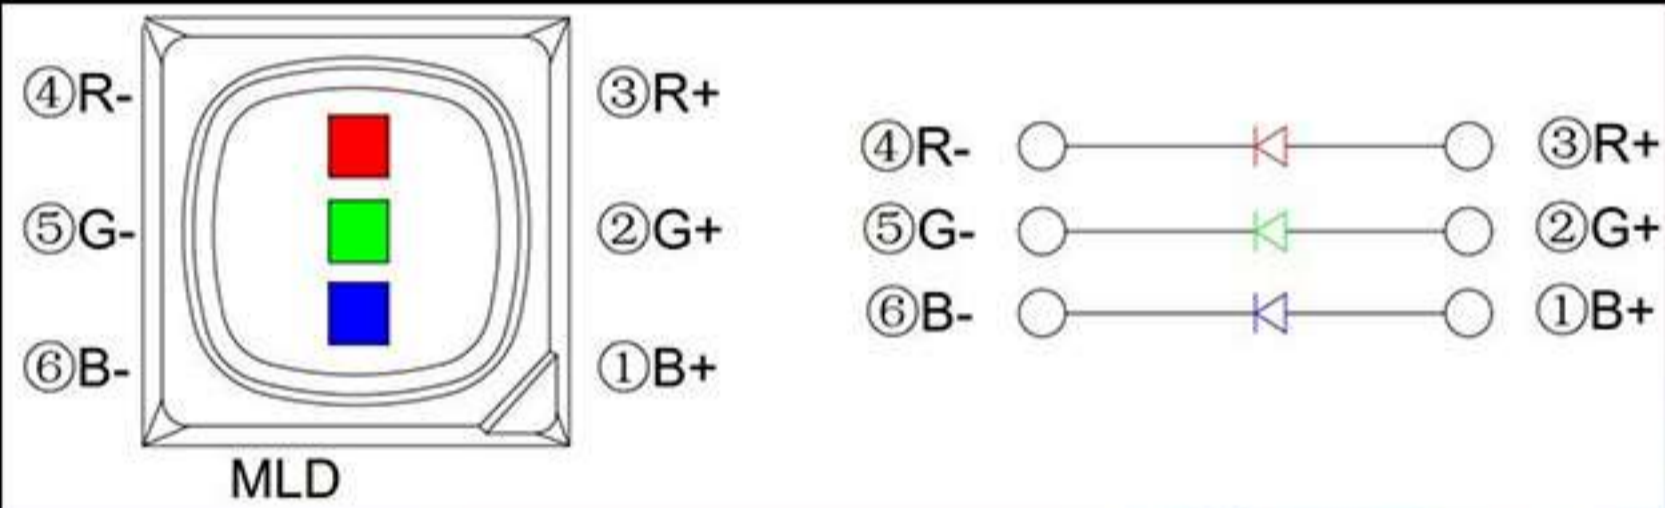 ④R-
③R+
⑤G-
②G+
⑥B-
①B+
MLD
④R-
③R+
⑤G-
②G+
⑥B-
①B+